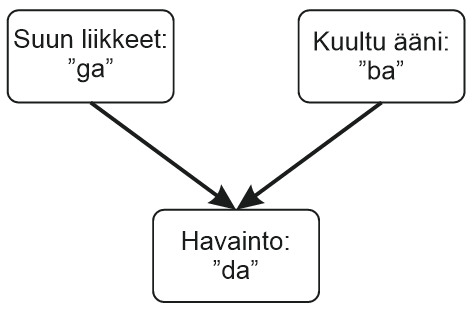 Suun liikkeet:
”ga”
Kuultu ääni:
”ba”
Havainto:
”da”